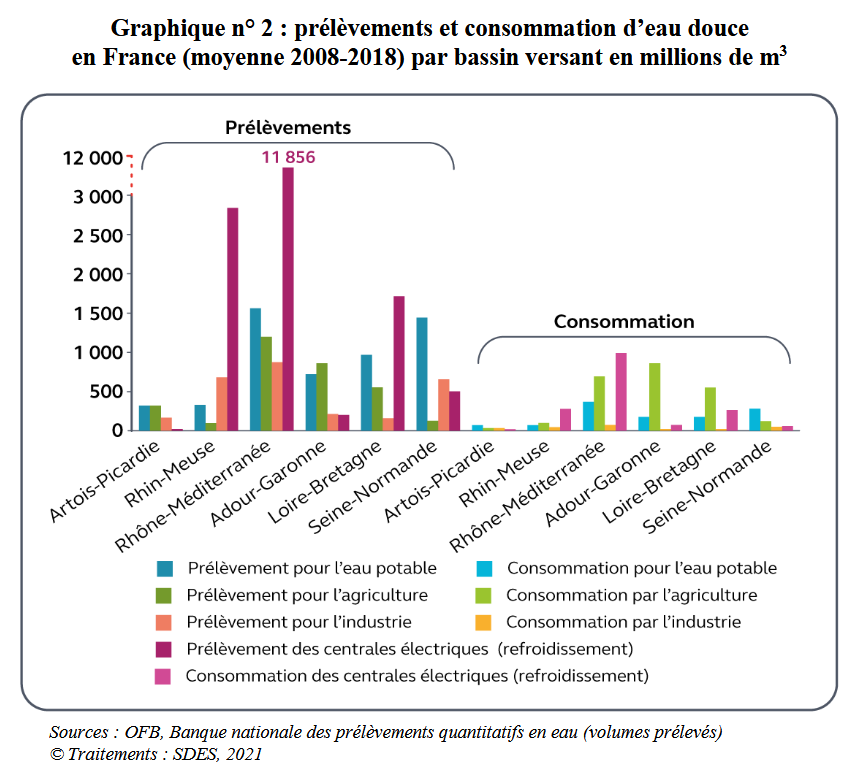 Graphique n° 2 : prélèvements et consommation d’eau douce
en France (moyenne 2008-2018) par bassin versant en millions de m³
Prélèvements
11 856
12 000
3 000
2 500
2 000
1 500
1 000
500
0
Consommation
Artois-Picardie
Rhin-Meuse
Rhône-Méditerranée
Adour-Garonne
Loire-Bretagne
Seine-Normande
Artois-Picardie
Rhin-Meuse
Rhône-Méditerranée
Adour-Garonne
Loire-Bretagne
Seine-Normande
Prélèvement pour l’eau potable
Prélèvement pour l’agriculture
Prélèvement pour l’industrie
Prélèvement des centrales électriques (refroidissement)
Consommation des centrales électriques (refroidissement)
Consommation pour l’eau potable
Consommation par l’agriculture
Consommation par l’industrie
Sources : OFB, Banque nationale des prélèvements quantitatifs en eau (volumes prélevés)
© Traitements : SDES, 2021